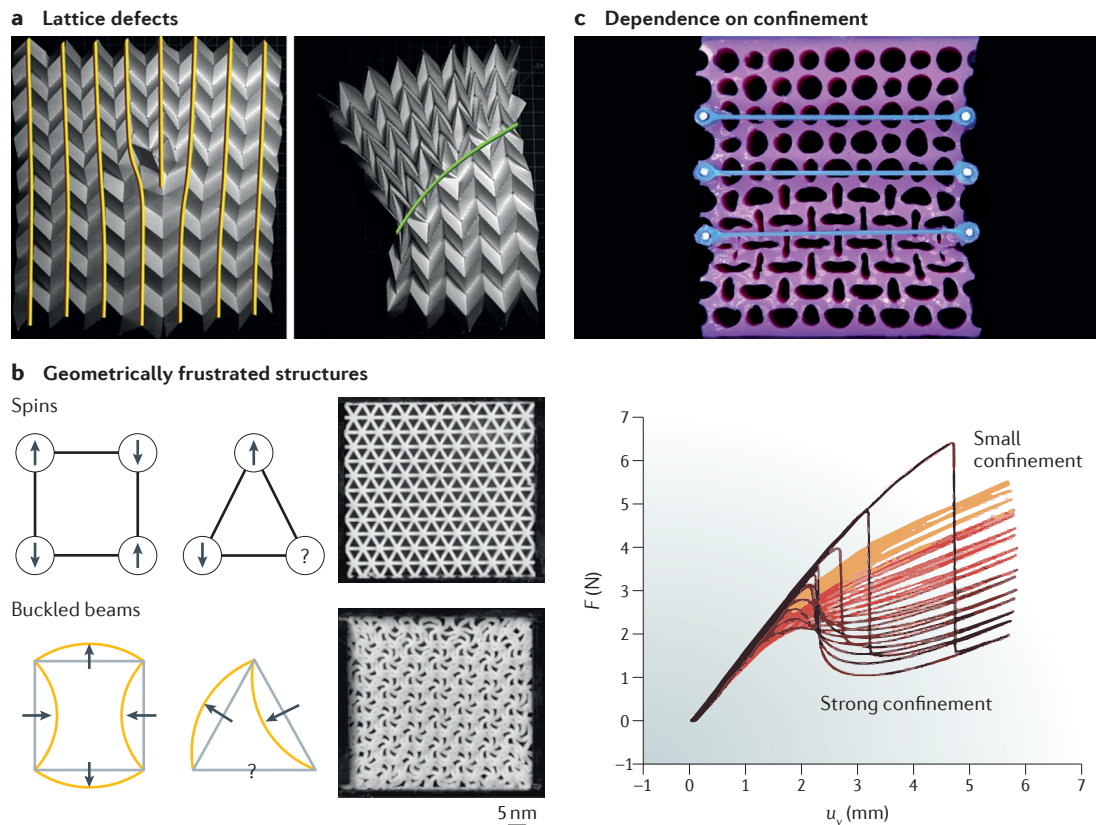 a Lattice defects
b Geometrically frustrated structures
Spins
?
Buckled beams
?
5 nm
c Dependence on confinement
7
6
5
4
3
2
1
0
−1
F (N)
Small
confinement
Strong confinement
−1 0 1 2 3 4 5 6 7
u_y (mm)